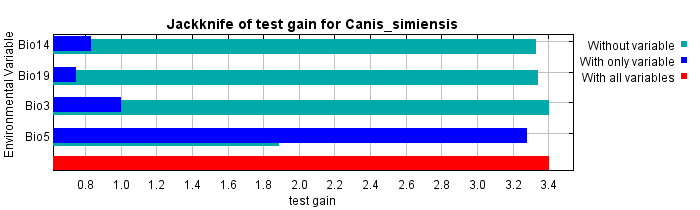 Jackknife of test gain for Canis_simiensis
Environmental Variable
Bio14
Bio19
Bio3
Bio5
Without variable
With only variable
With all variables
0.8 1.0 1.2 1.4 1.6 1.8 2.0 2.2 2.4 2.6 2.8 3.0 3.2 3.4
test gain